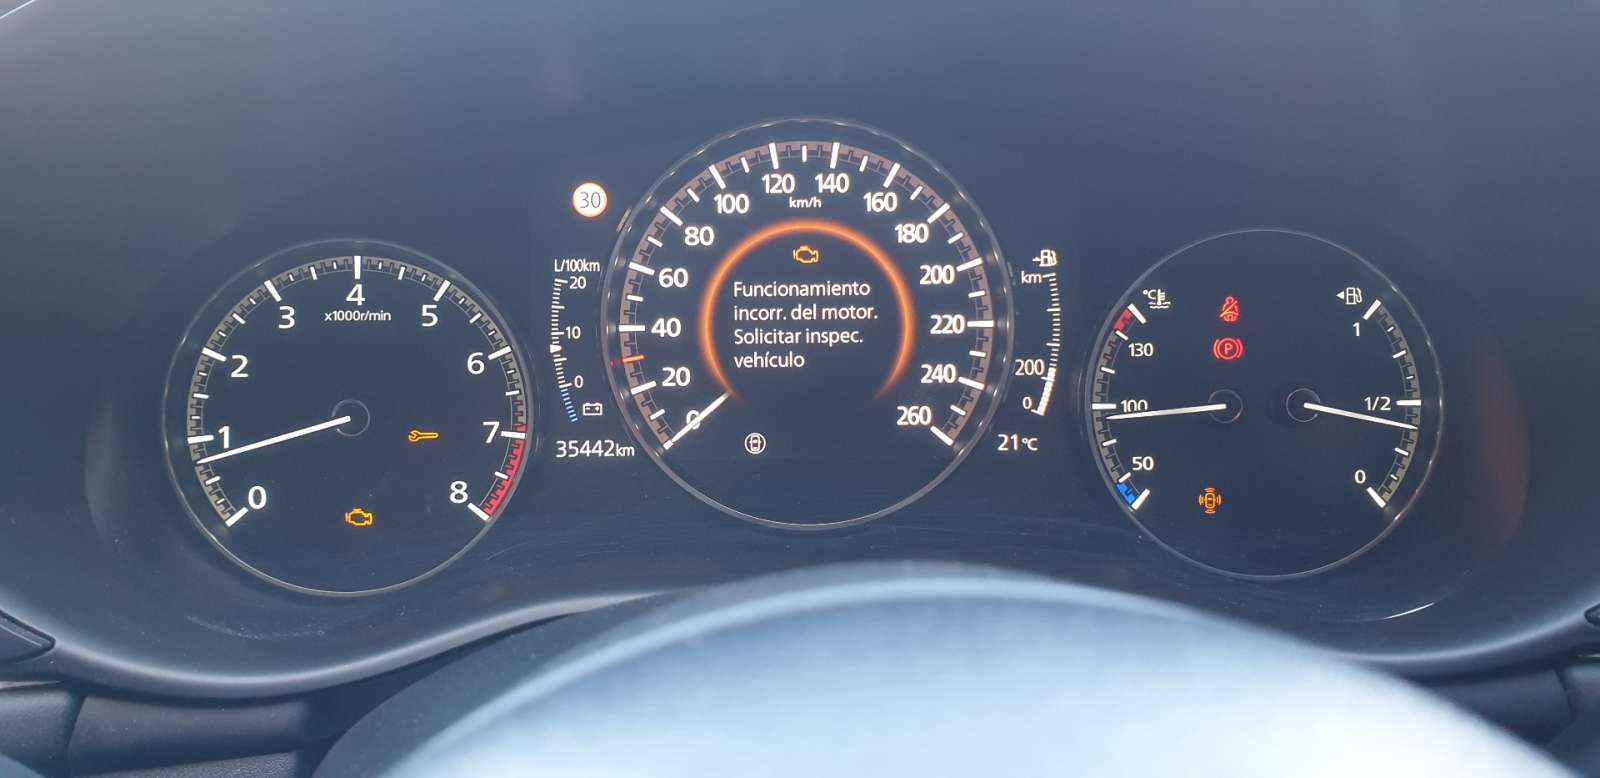 30
L/100km
20
10
0
35442km
0
1
2
3
4
5
6
7
8
x1000r/min
0
20
40
60
80
100
120
140
160
180
200
220
240
260
km/h
Funcionamiento
incorr. del motor.
Solicitar inspec.
vehículo
km
200
0
21°C
°C
130
100
50
P
1
1/2
0